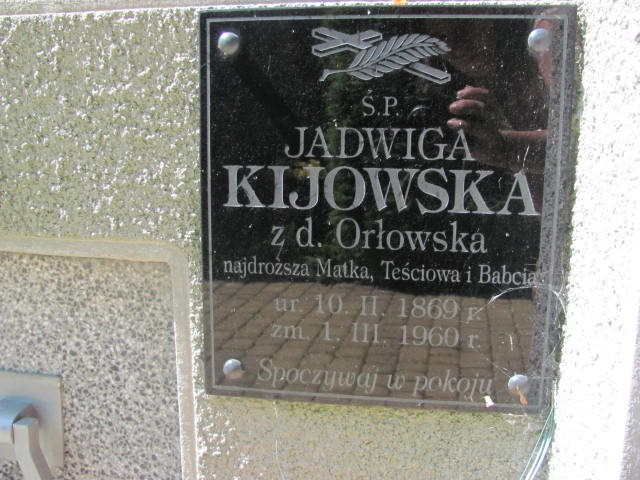 Ś.P.
JADWIGA
KIJOWSKA
z d. Orłowska
najdroższa Matka, Teściowa i Babcia
ur. 10. II. 1869 r.
zm. 1. III. 1960 r.
Spoczywaj w pokoju